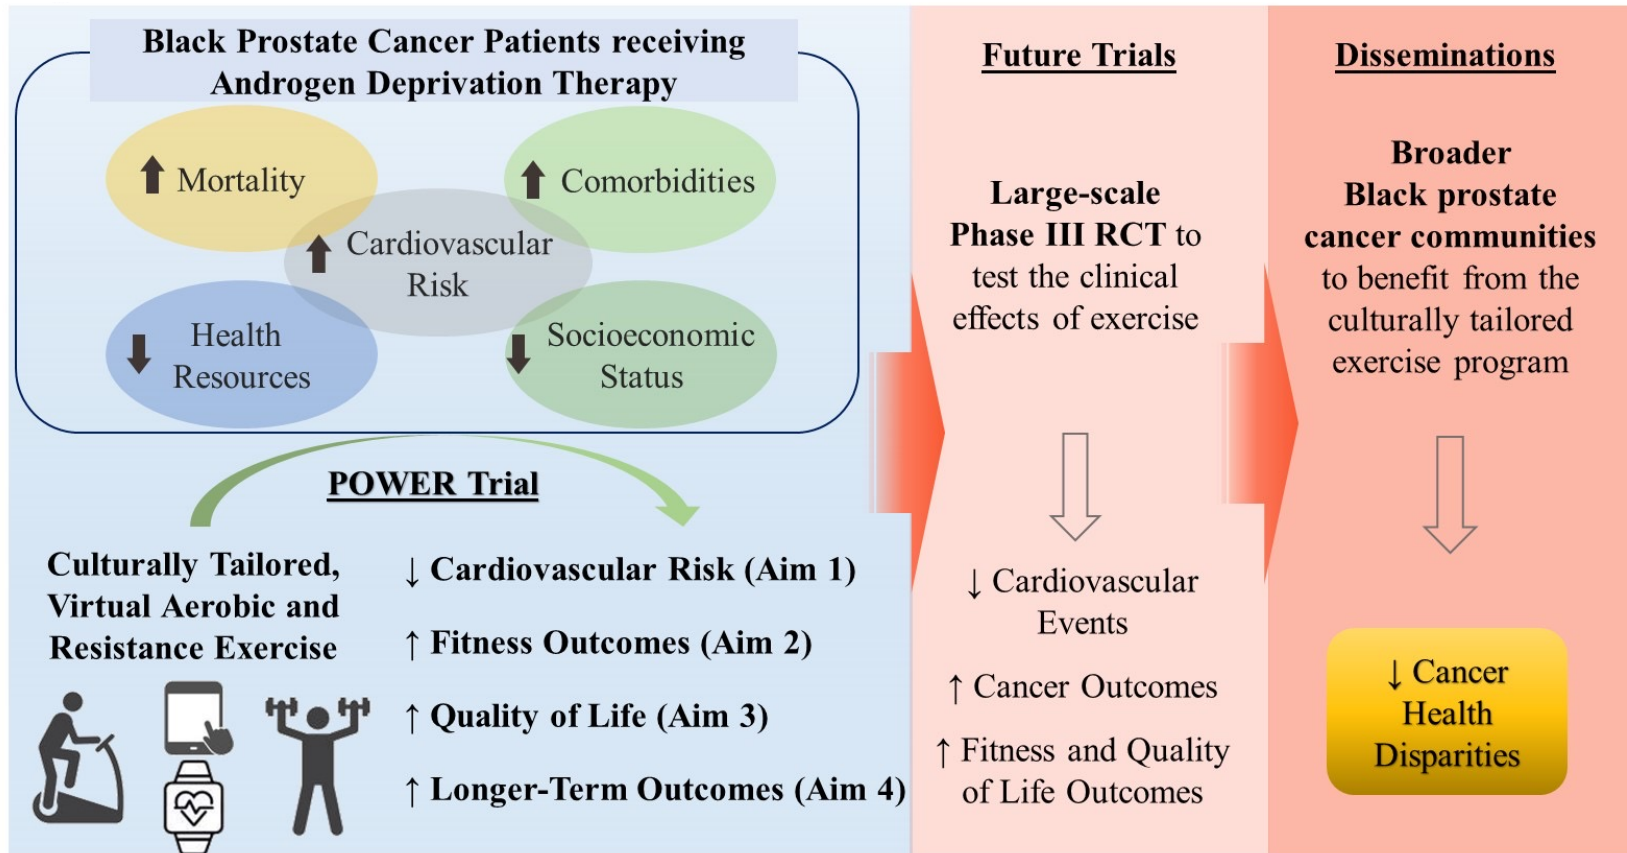 Black Prostate Cancer Patients receiving
Androgen Deprivation Therapy
Mortality
Comorbidities
Cardiovascular
Risk
Health
Resources
Socioeconomic
Status
POWER Trial
Culturally Tailored,
Virtual Aerobic and
Resistance Exercise
↓ Cardiovascular Risk (Aim 1)
↑ Fitness Outcomes (Aim 2)
↑ Quality of Life (Aim 3)
↑ Longer-Term Outcomes (Aim 4)
Future Trials
Large-scale
Phase III RCT to
test the clinical
effects of exercise
↓ Cardiovascular
Events
↑ Cancer Outcomes
↑ Fitness and Quality
of Life Outcomes
Disseminations
Broader
Black prostate
cancer communities
to benefit from the
culturally tailored
exercise program
↓ Cancer
Health
Disparities